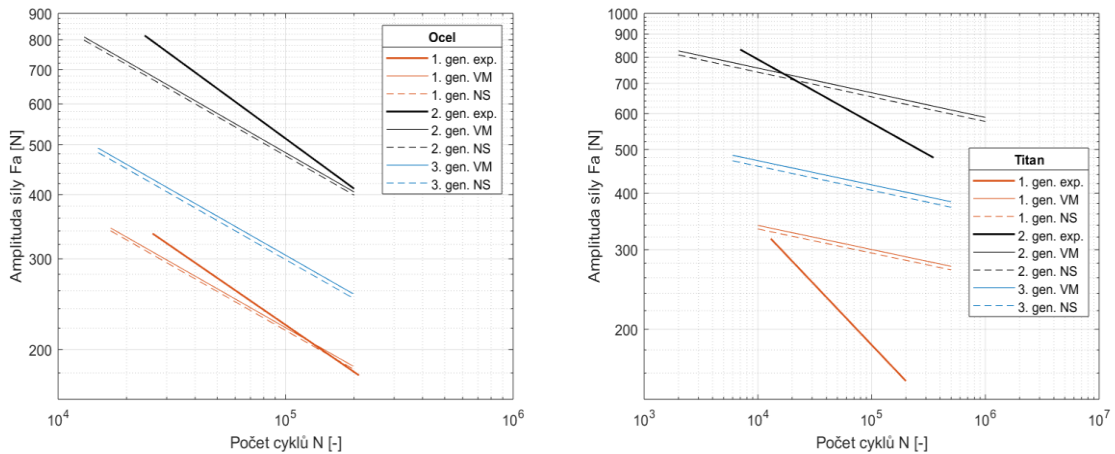 900
800
700
600
500
400
300
200
Amplituda síly Fa [N]
10^4
10^5
10^6
Počet cyklů N [-]
Ocel
1. gen. exp.
1. gen. VM
1. gen. NS
2. gen. exp.
2. gen. VM
2. gen. NS
3. gen. VM
3. gen. NS
1000
900
800
700
600
500
400
300
200
Amplituda síly Fa [N]
10^3
10^4
10^5
10^6
10^7
Počet cyklů N [-]
Titan
1. gen. exp.
1. gen. VM
1. gen. NS
2. gen. exp.
2. gen. VM
2. gen. NS
3. gen. VM
3. gen. NS